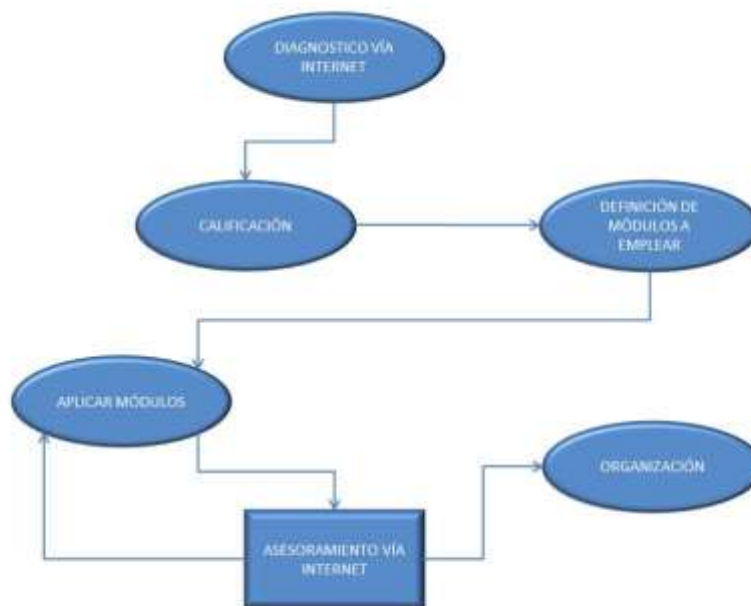 DIAGNOSTICO VÍA
INTERNET
CALIFICACIÓN
DEFINICIÓN DE
MÓDULOS A
EMPLEAR
APLICAR MÓDULOS
ORGANIZACIÓN
ASESORAMIENTO VÍA
INTERNET